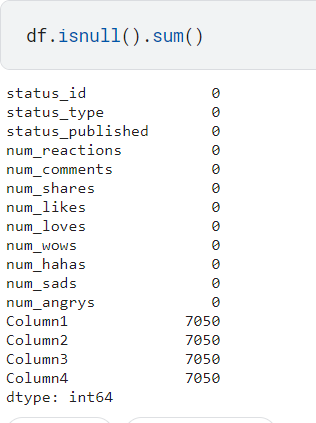 df.isnull().sum()
status_id 0
status_type 0
status_published 0
num_reactions 0
num_comments 0
num_shares 0
num_likes 0
num_loves 0
num_wows 0
num_hahas 0
num_sads 0
num_angrys 0
Column1 7050
Column2 7050
Column3 7050
Column4 7050
dtype: int64